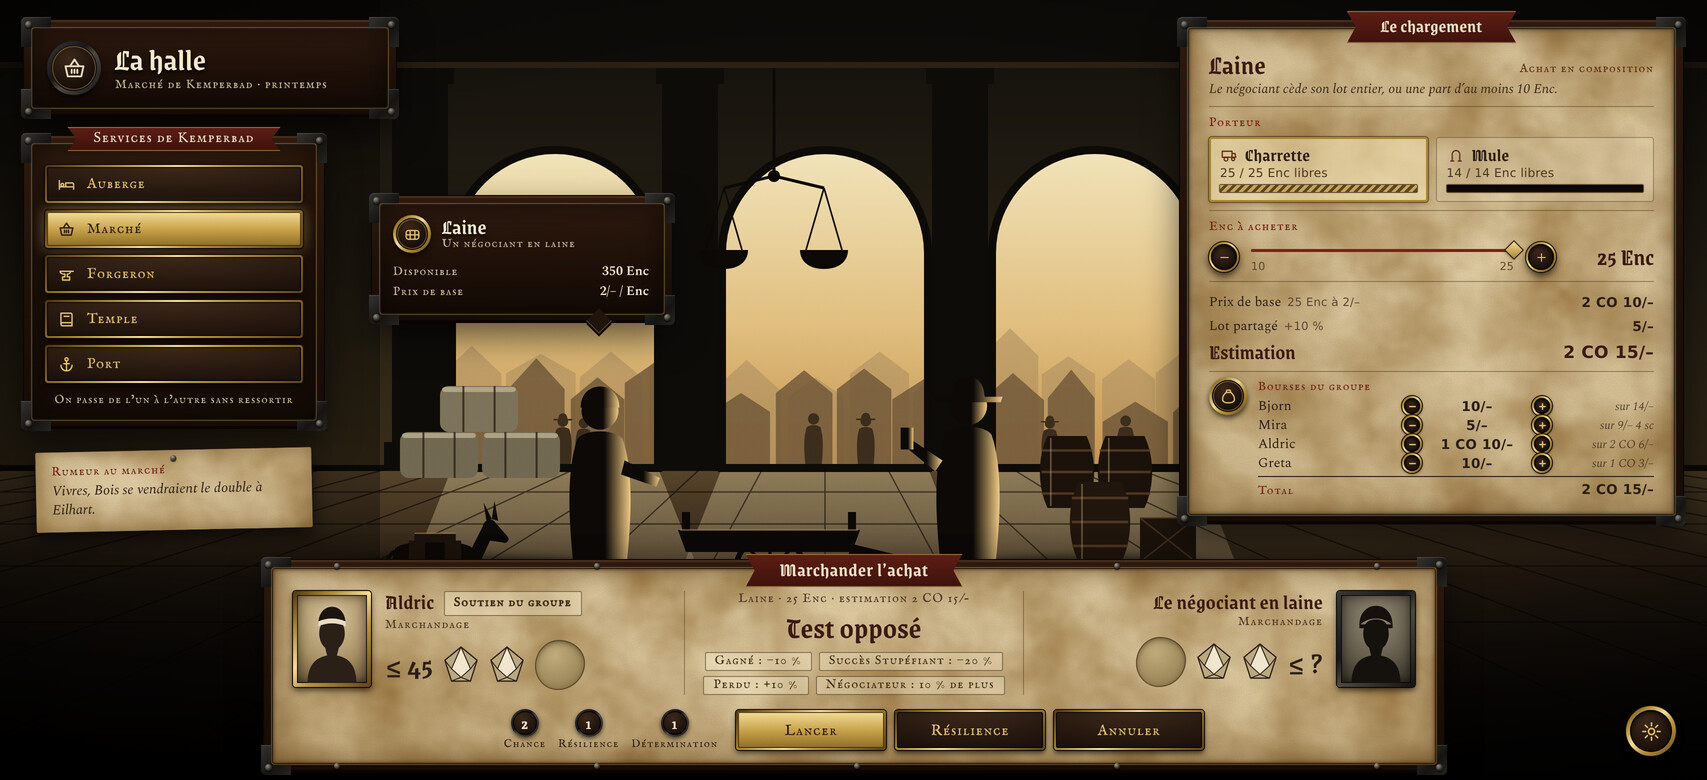 La halle
Marché de Kemperbad · printemps
Services de Kemperbad
Auberge
Marché
Forgeron
Temple
Port
On passe de l'un à l'autre sans ressortir
Rumeur au marché
Vivres, Bois se vendraient le double à
Eilhart.
Laine
Un négociant en laine
Disponible 350 Enc
Prix de base 2/– / Enc
Le chargement
Laine Achat en composition
Le négociant cède son lot entier, ou une part d'au moins 10 Enc.
Porteur
Charrette
25 / 25 Enc libres
Mule
14 / 14 Enc libres
Enc à acheter
− + 25 Enc
10 25
Prix de base 25 Enc à 2/– 2 CO 10/–
Lot partagé +10 % 5/–
Estimation 2 CO 15/–
Bourses du groupe
Bjorn − 10/– + sur 14/–
Mira − 5/– + sur 9/– 4 sc
Aldric − 1 CO 10/– + sur 2 CO 6/–
Greta − 10/– + sur 1 CO 3/–
Total 2 CO 15/–
Marchander l'achat
Aldric Soutien du groupe
Marchandage
≤ 45
Laine · 25 Enc · estimation 2 CO 15/–
Test opposé
Gagné : −10 % Succès Stupéfiant : −20 %
Perdu : +10 % Négociateur : 10 % de plus
Le négociant en laine
Marchandage
≤ ?
2 1 1
Chance Résilience Détermination
Lancer Résilience Annuler